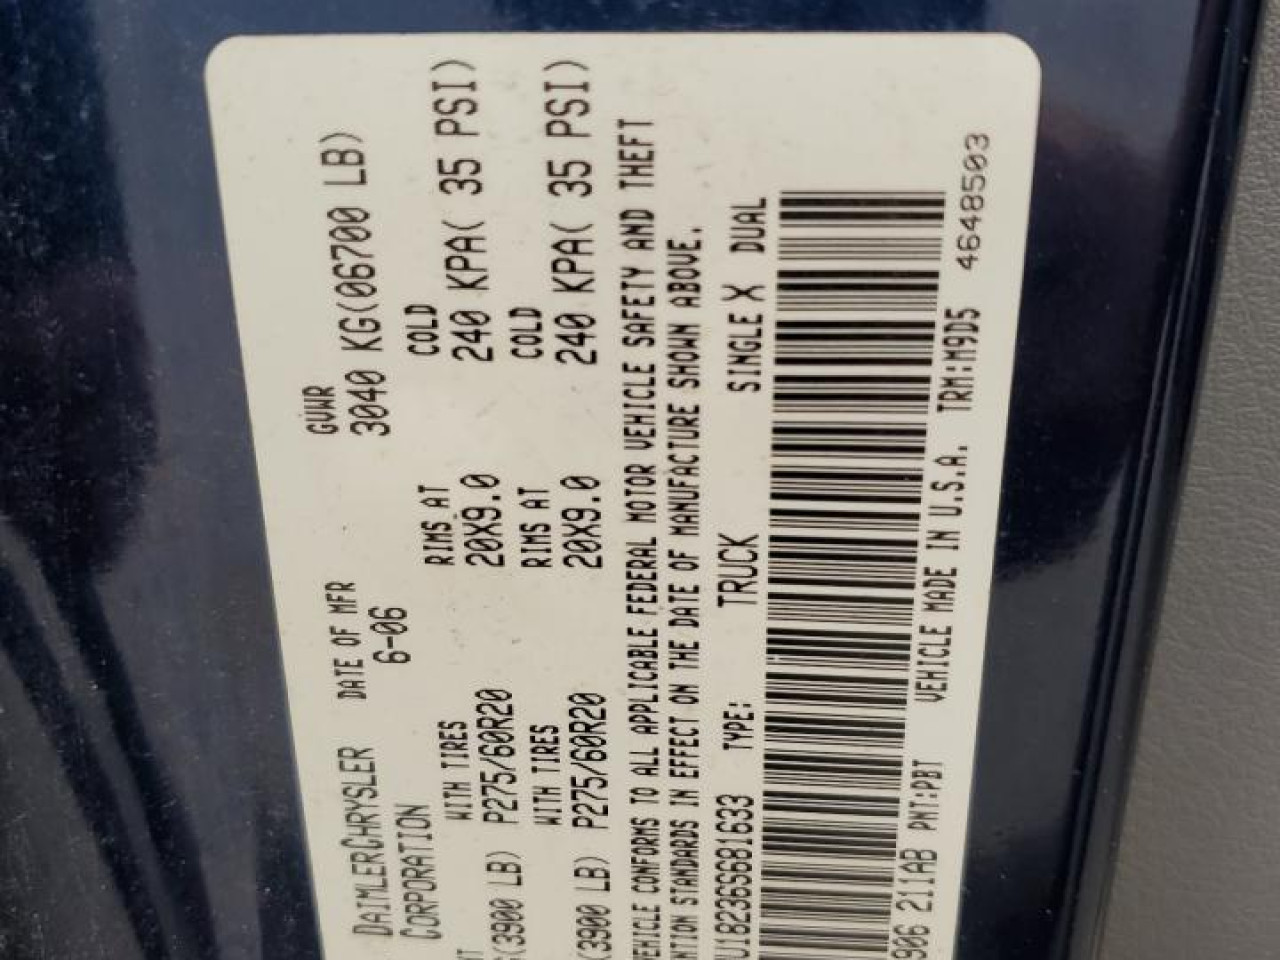 DAIMLERCHRYSLER CORPORATION
DATE OF MFR 6-06
GVWR 3040 KG(06700 LB)
WITH TIRES RIMS AT COLD
(3900 LB) P275/60R20 20X9.0 240 KPA( 35 PSI)
WITH TIRES RIMS AT COLD
(3900 LB) P275/60R20 20X9.0 240 KPA( 35 PSI)
VEHICLE CONFORMS TO ALL APPLICABLE FEDERAL MOTOR VEHICLE SAFETY AND THEFT
NTION STANDARDS IN EFFECT ON THE DATE OF MANUFACTURE SHOWN ABOVE.
U18236S681633 TYPE: TRUCK SINGLE X DUAL
906 211AB PNT:PBT VEHICLE MADE IN U.S.A. TRM:M9D5 4648503